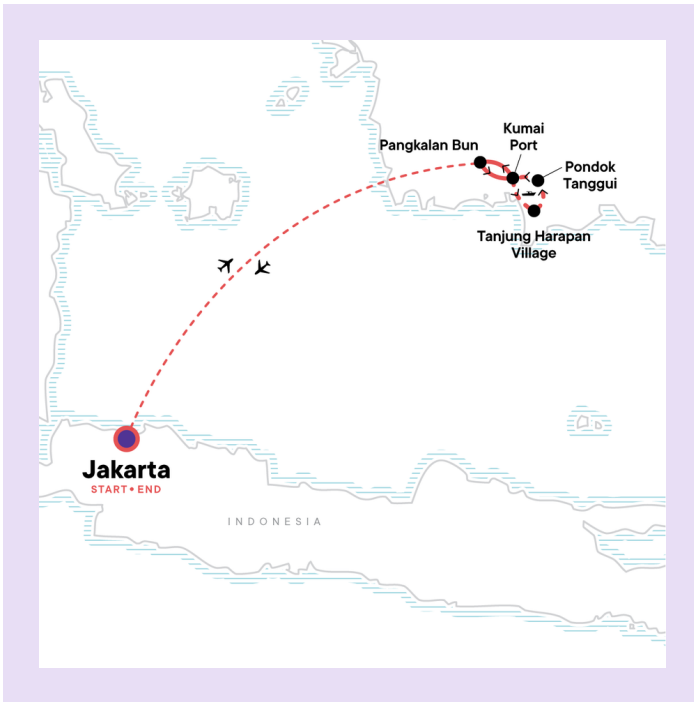 Kumai
Port
Pangkalan Bun
Pondok
Tanggui
Tanjung Harapan
Village
Jakarta
START • END
INDONESIA